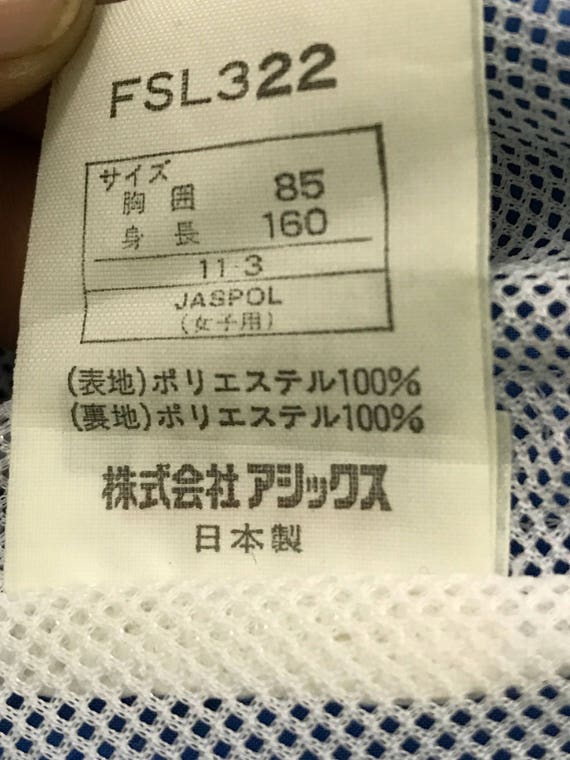 FSL322
サイズ
胸囲 85
身長 160
11-3
JASPOL
(女子用)
(表地)ポリエステル100%
(裏地)ポリエステル100%
株式会社アシックス
日本製